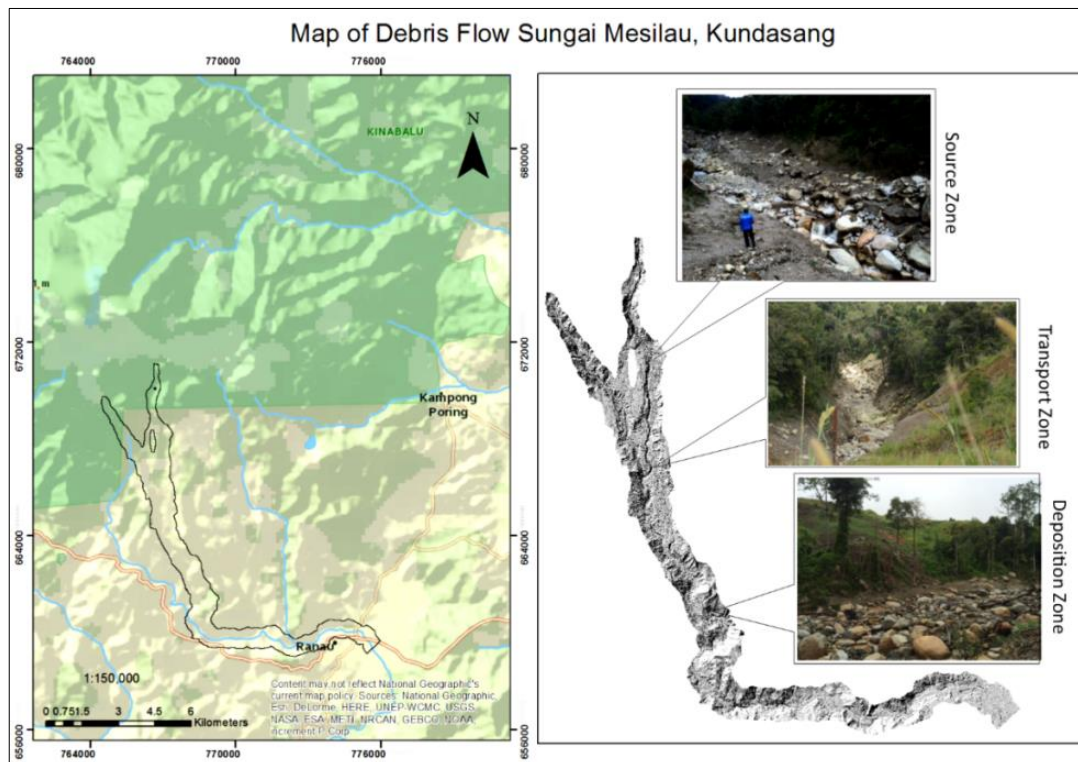 Map of Debris Flow Sungai Mesilau, Kundasang
764000 770000 776000
680000
672000
664000
656000
KINABALU
N
m
Kampong
Poring
Ranau
1:150,000
0 0.751.5 3 4.5 6
Kilometers
Content may not reflect National Geographic's
current map policy. Sources: National Geographic,
Esri, DeLorme, HERE, UNEP-WCMC, USGS,
NASA, ESA, METI, NRCAN, GEBCO, NOAA,
increment P Corp.
764000 770000 776000
680000
672000
664000
656000
Source Zone
Transport Zone
Deposition Zone